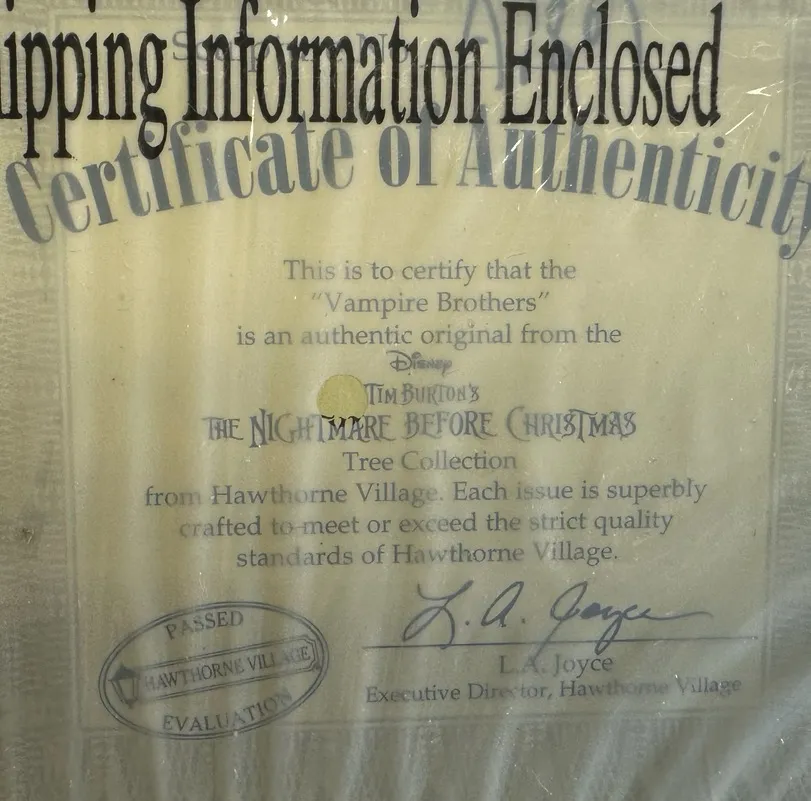 ipping Information Enclosed
Certificate of Authenticity
This is to certify that the
"Vampire Brothers"
is an authentic original from the
Disney
TIM BURTON'S
THE NIGHTMARE BEFORE CHRISTMAS
Tree Collection
from Hawthorne Village. Each issue is superbly
crafted to meet or exceed the strict quality
standards of Hawthorne Village.
L. A. Joyce
L.A. Joyce
Executive Director, Hawthorne Village
PASSED
HAWTHORNE VILLAGE
EVALUATION